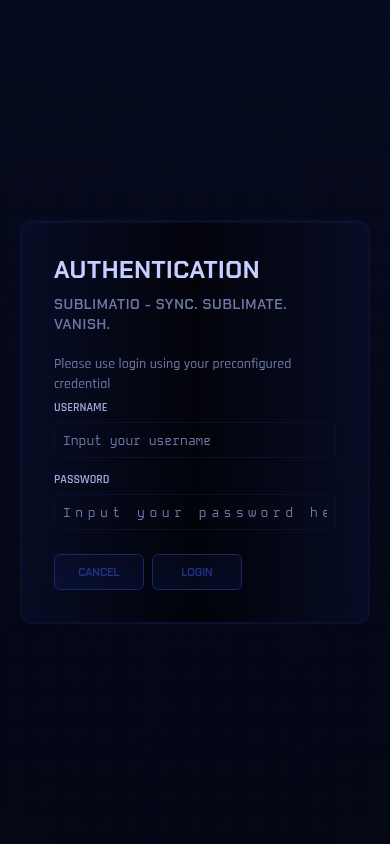 AUTHENTICATION
SUBLIMATIO - SYNC. SUBLIMATE.
VANISH.
Please use login using your preconfigured
credential
USERNAME
Input your username
PASSWORD
Input your password he
CANCEL LOGIN